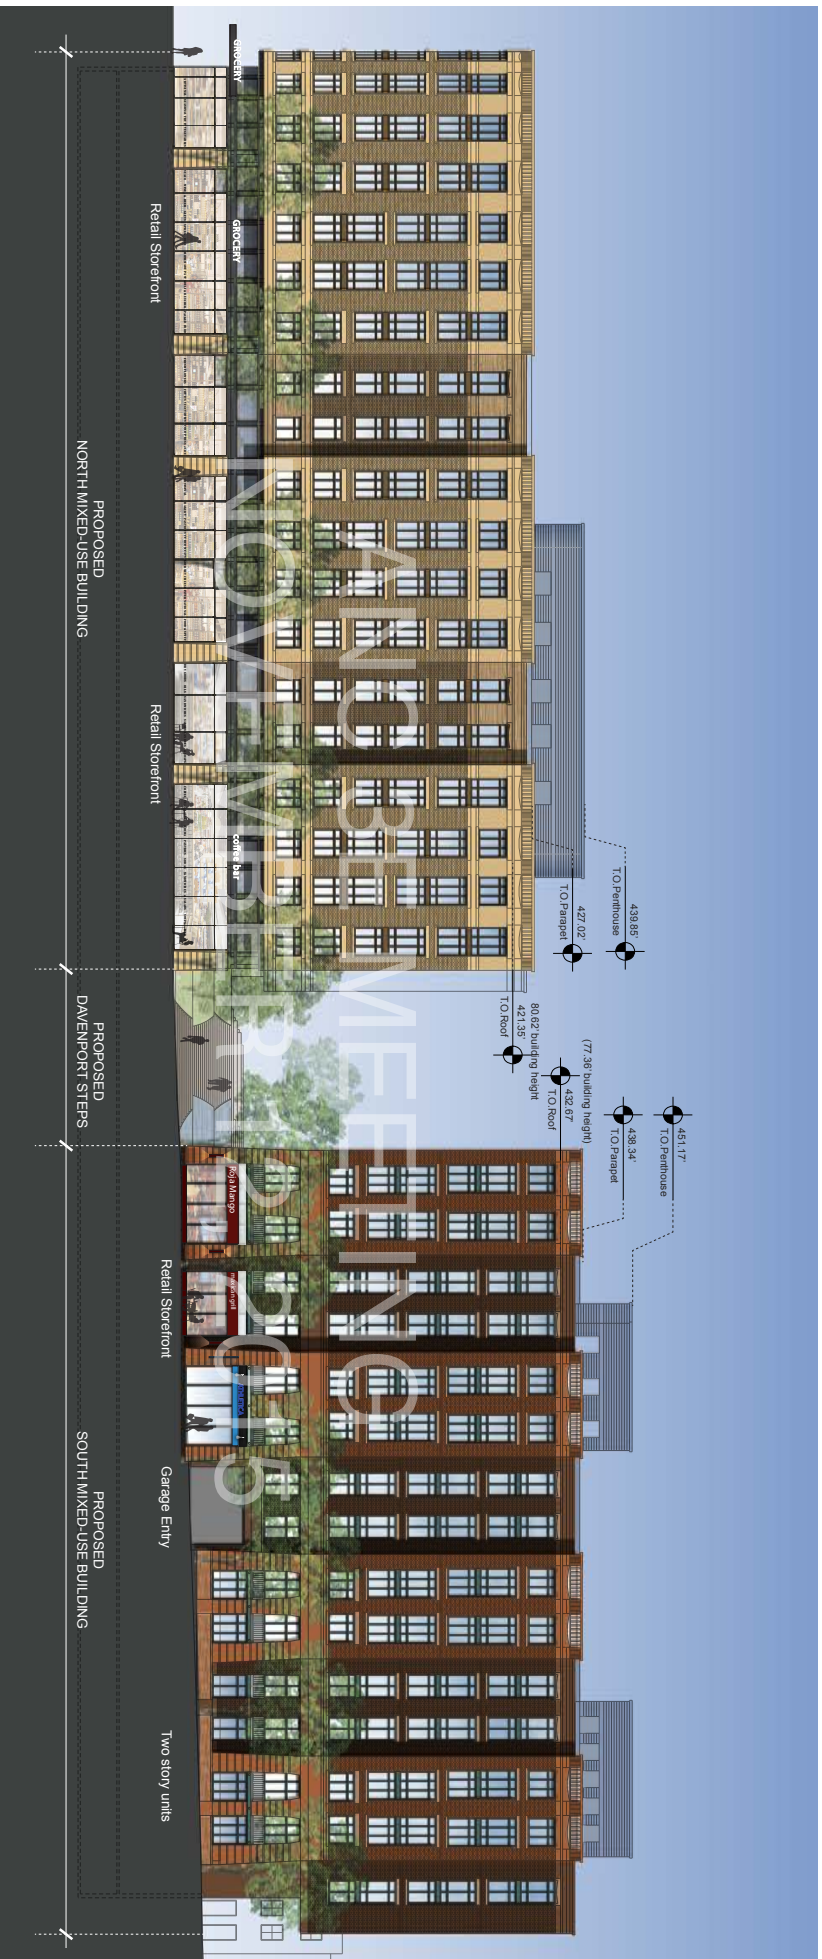 GROCERY
GROCERY
coffee bar
Roja Mango
mexican grill
Retail Storefront
Retail Storefront
Retail Storefront
Garage Entry
Two story units
PROPOSED
NORTH MIXED-USE BUILDING
PROPOSED
DAVENPORT STEPS
PROPOSED
SOUTH MIXED-USE BUILDING
439.85'
T.O.Penthouse
427.02'
T.O.Parapet
80.62' building height
421.35'
T.O.Roof
(77.36' building height)
432.67'
T.O.Roof
438.34'
T.O.Parapet
451.17'
T.O.Penthouse
ANC 3E MEETING
NOVEMBER 12 2015